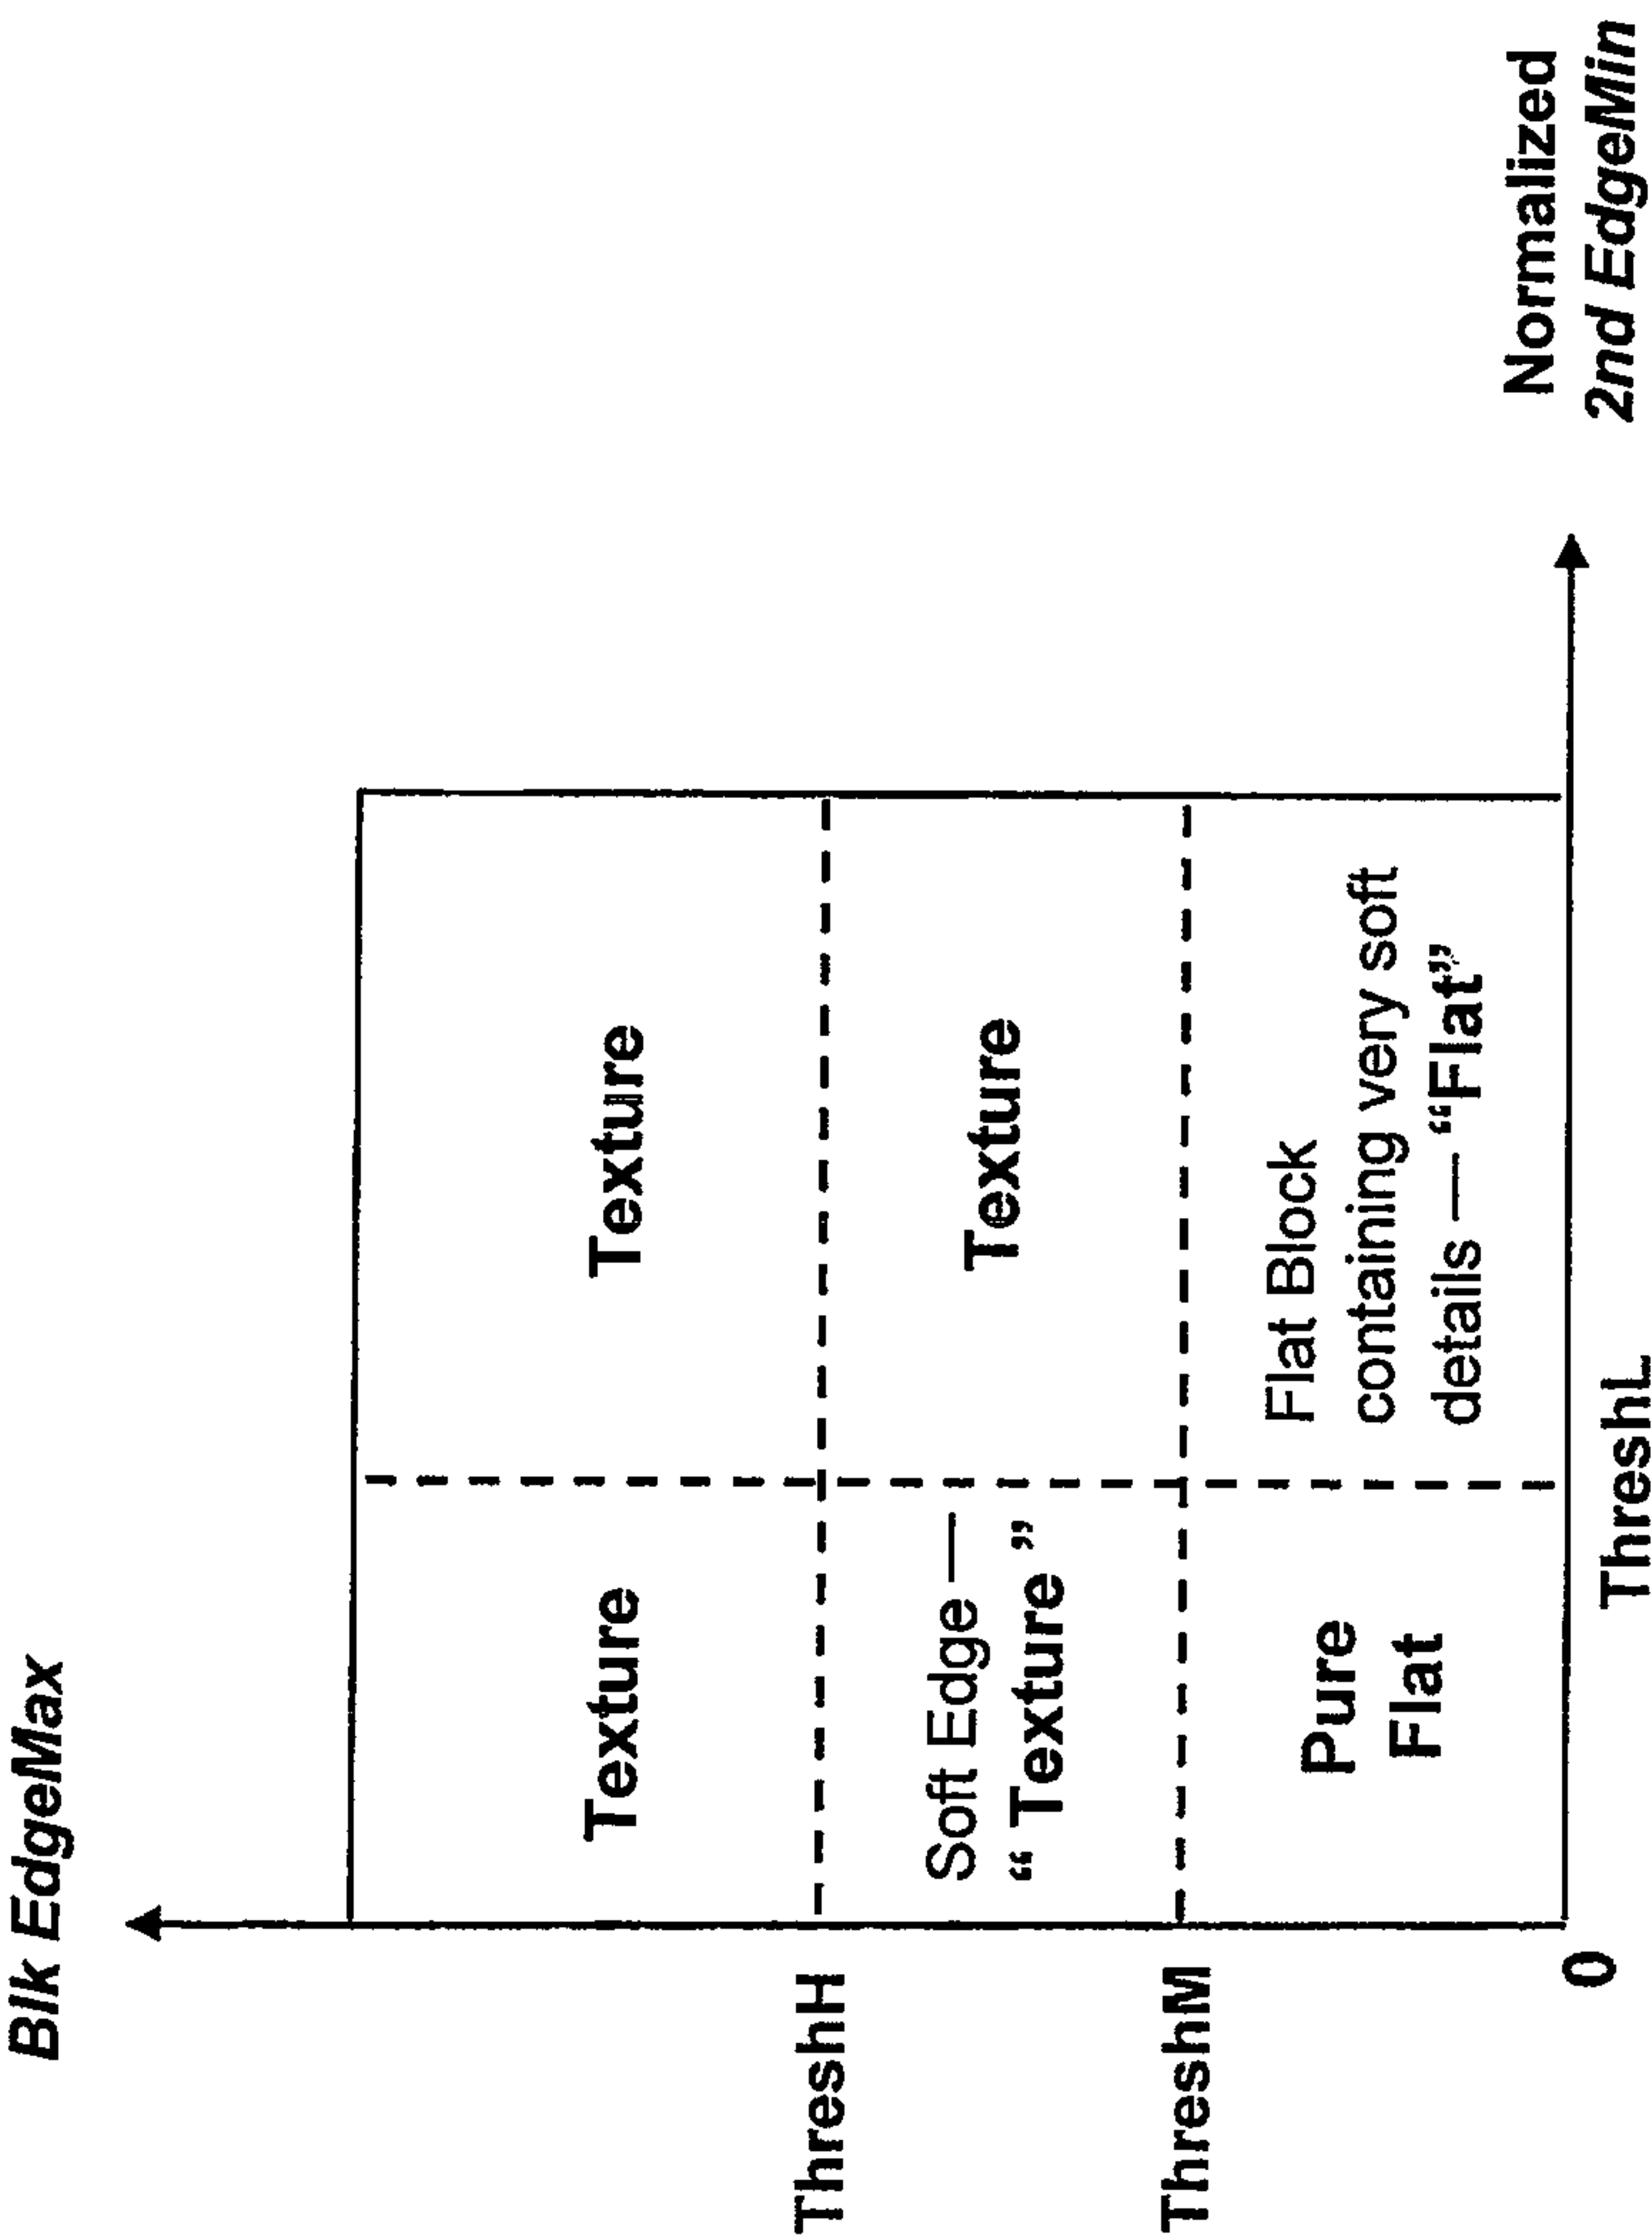 Blk EdgeMax
Texture
Texture
ThreshH
Soft Edge —
“ Texture ”
Texture
ThreshM
Pure
Flat
Flat Block
containing very soft
details — “Flat”
0
ThreshL
Normalized
2nd EdgeMin